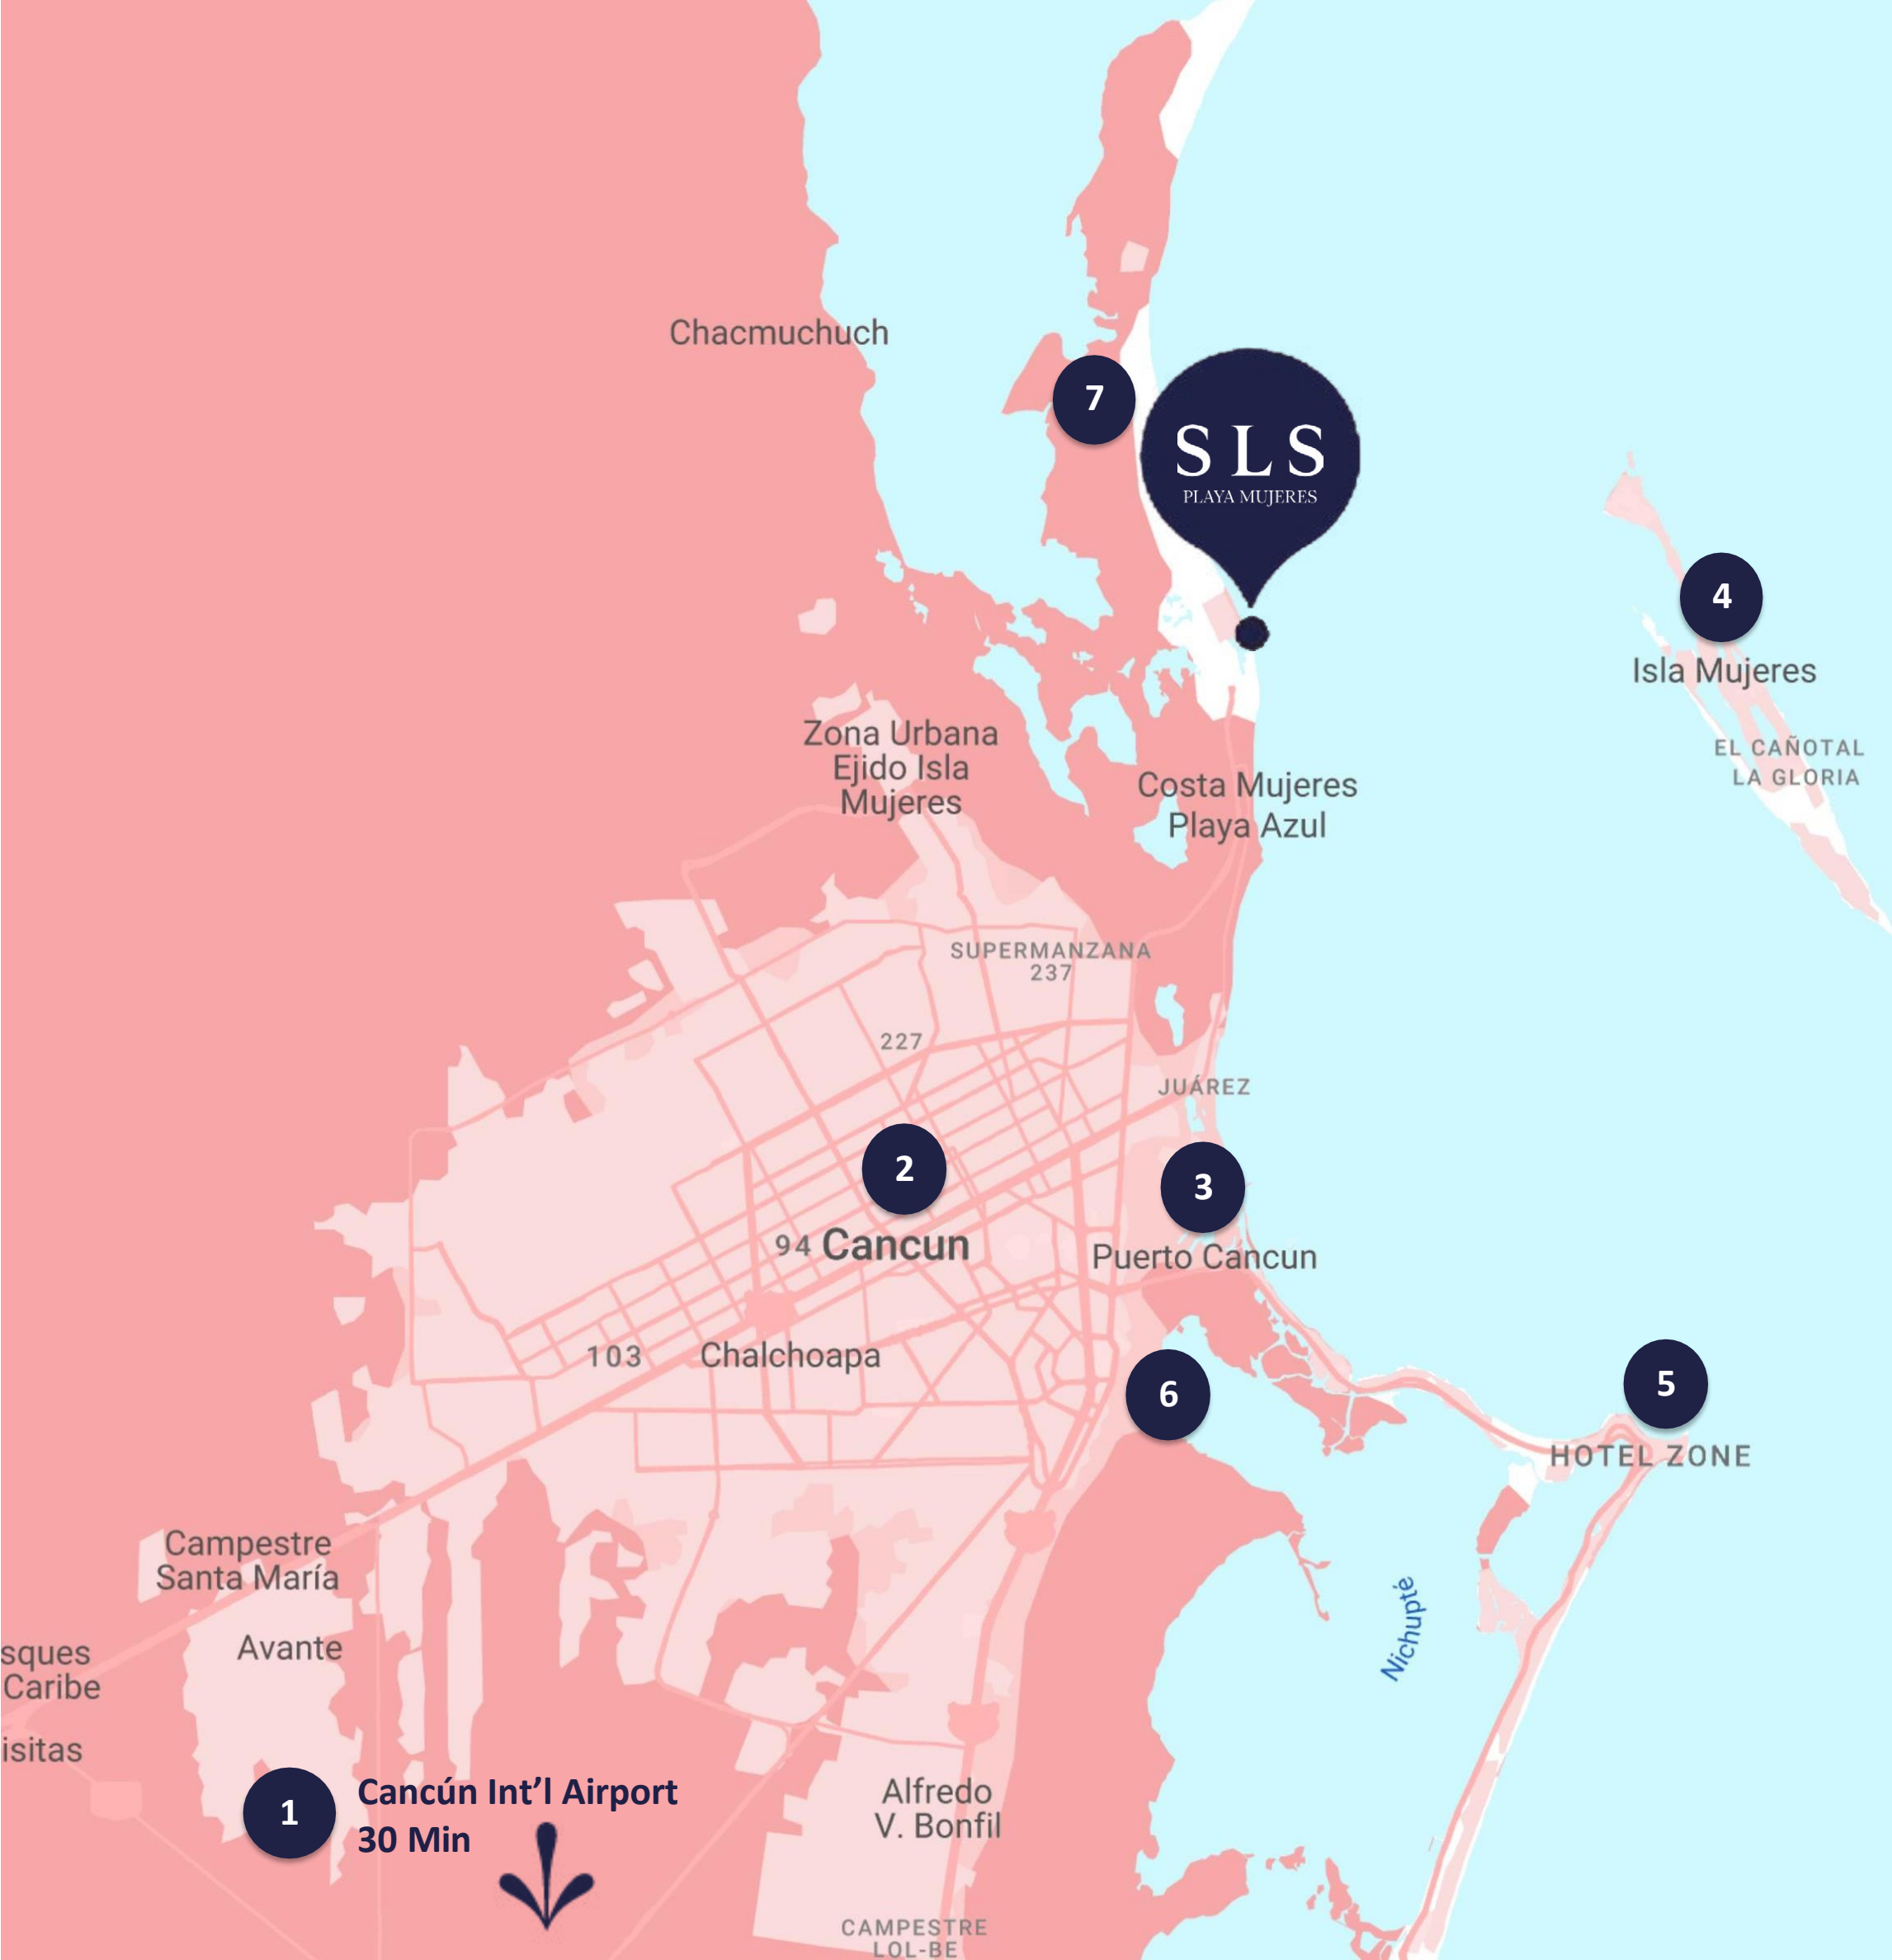 Chacmuchuch
7
SLS
PLAYA MUJERES
4
Isla Mujeres
EL CAÑOTAL
LA GLORIA
Zona Urbana
Ejido Isla
Mujeres
Costa Mujeres
Playa Azul
SUPERMANZANA
237
227
JUÁREZ
2
3
94 Cancun
Puerto Cancun
103
Chalchoapa
6
5
HOTEL ZONE
Campestre
Santa María
Avante
sques
Caribe
isitas
Nichupté
1
Cancún Int’l Airport
30 Min
Alfredo
V. Bonfil
CAMPESTRE
LOL-BE